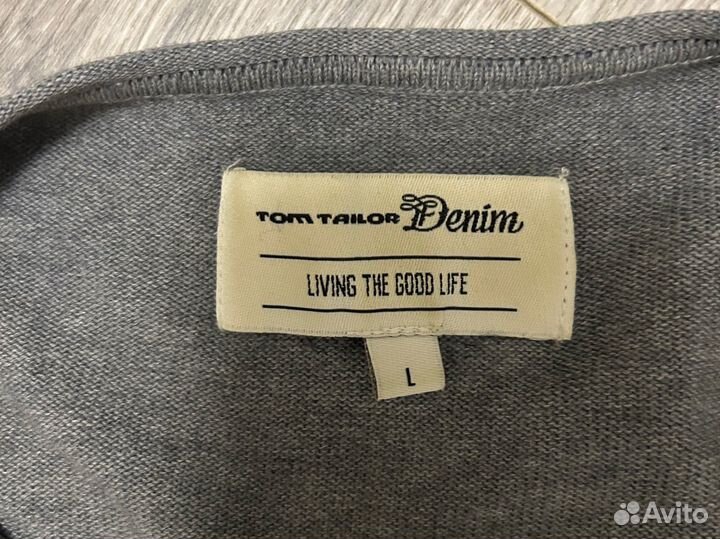 TOM TAILOR Denim
LIVING THE GOOD LIFE
L
Avito